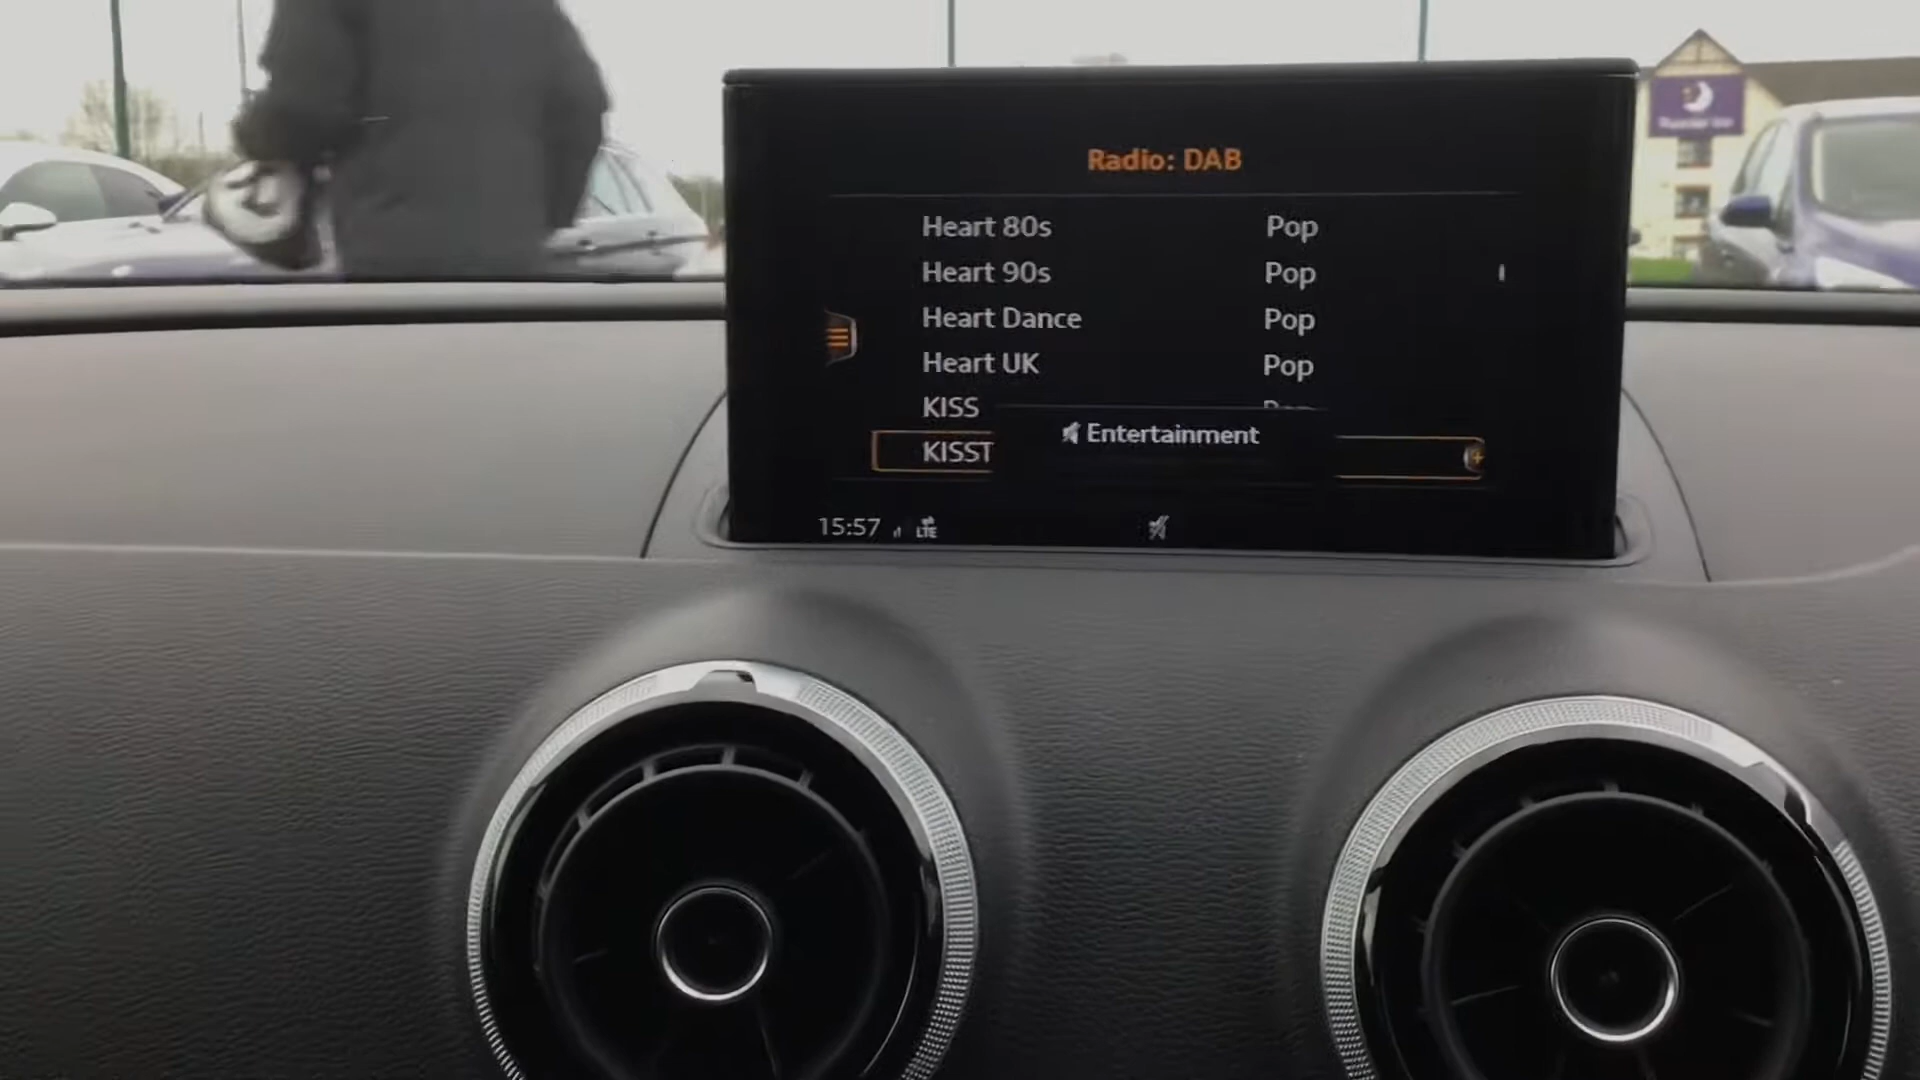 Radio: DAB
Heart 80s Pop
Heart 90s Pop
Heart Dance Pop
Heart UK Pop
KISS
Entertainment
KISST
15:57 LTE